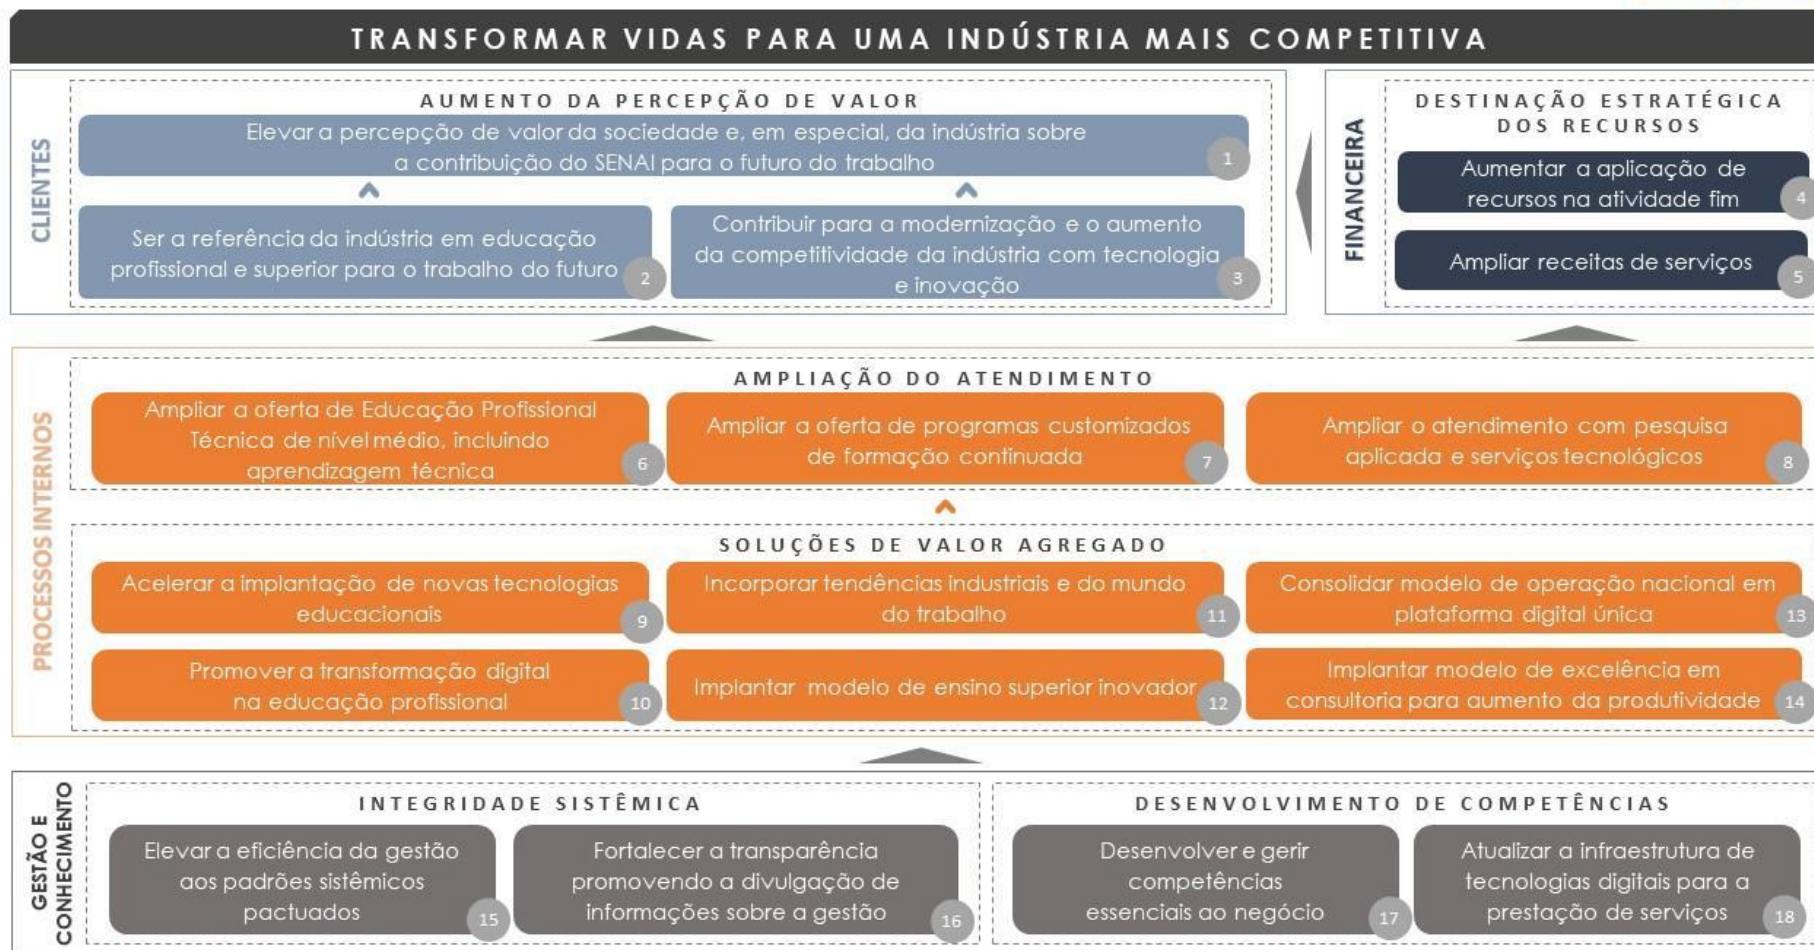 TRANSFORMAR VIDAS PARA UMA INDÚSTRIA MAIS COMPETITIVA
CLIENTES
AUMENTO DA PERCEPÇÃO DE VALOR
Elevar a percepção de valor da sociedade e, em especial, da indústria sobre
a contribuição do SENAI para o futuro do trabalho
1
Ser a referência da indústria em educação
profissional e superior para o trabalho do futuro
2
Contribuir para a modernização e o aumento
da competitividade da indústria com tecnologia
e inovação
3
FINANCEIRA
DESTINAÇÃO ESTRATÉGICA
DOS RECURSOS
Aumentar a aplicação de
recursos na atividade fim
4
Ampliar receitas de serviços
5
PROCESSOS INTERNOS
AMPLIAÇÃO DO ATENDIMENTO
Ampliar a oferta de Educação Profissional
Técnica de nível médio, incluindo
aprendizagem técnica
6
Ampliar a oferta de programas customizados
de formação continuada
7
Ampliar o atendimento com pesquisa
aplicada e serviços tecnológicos
8
SOLUÇÕES DE VALOR AGREGADO
Acelerar a implantação de novas tecnologias
educacionais
9
Incorporar tendências industriais e do mundo
do trabalho
11
Consolidar modelo de operação nacional em
plataforma digital única
13
Promover a transformação digital
na educação profissional
10
Implantar modelo de ensino superior inovador
12
Implantar modelo de excelência em
consultoria para aumento da produtividade
14
GESTÃO E
CONHECIMENTO
INTEGRIDADE SISTÊMICA
Elevar a eficiência da gestão
aos padrões sistêmicos
pactuados
15
Fortalecer a transparência
promovendo a divulgação de
informações sobre a gestão
16
DESENVOLVIMENTO DE COMPETÊNCIAS
Desenvolver e gerir
competências
essenciais ao negócio
17
Atualizar a infraestrutura de
tecnologias digitais para a
prestação de serviços
18